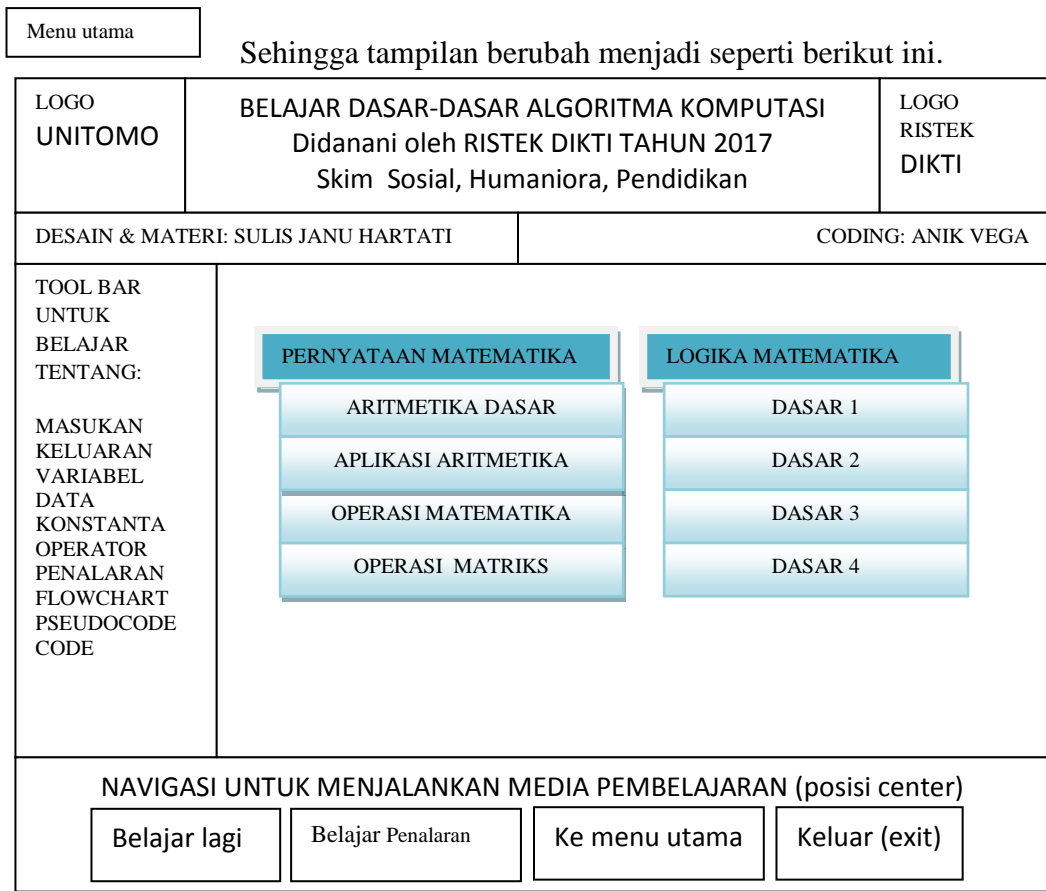 Menu utama
Sehingga tampilan berubah menjadi seperti berikut ini.
LOGO
UNITOMO
BELAJAR DASAR-DASAR ALGORITMA KOMPUTASI
Didanani oleh RISTEK DIKTI TAHUN 2017
Skim Sosial, Humaniora, Pendidikan
LOGO
RISTEK
DIKTI
DESAIN & MATERI: SULIS JANU HARTATI
CODING: ANIK VEGA
TOOL BAR
UNTUK
BELAJAR
TENTANG:
MASUKAN
KELUARAN
VARIABEL
DATA
KONSTANTA
OPERATOR
PENALARAN
FLOWCHART
PSEUDOCODE
CODE
PERNYATAAN MATEMATIKA
ARITMETIKA DASAR
APLIKASI ARITMETIKA
OPERASI MATEMATIKA
OPERASI MATRIKS
LOGIKA MATEMATIKA
DASAR 1
DASAR 2
DASAR 3
DASAR 4
NAVIGASI UNTUK MENJALANKAN MEDIA PEMBELAJARAN (posisi center)
Belajar lagi
Belajar Penalaran
Ke menu utama
Keluar (exit)